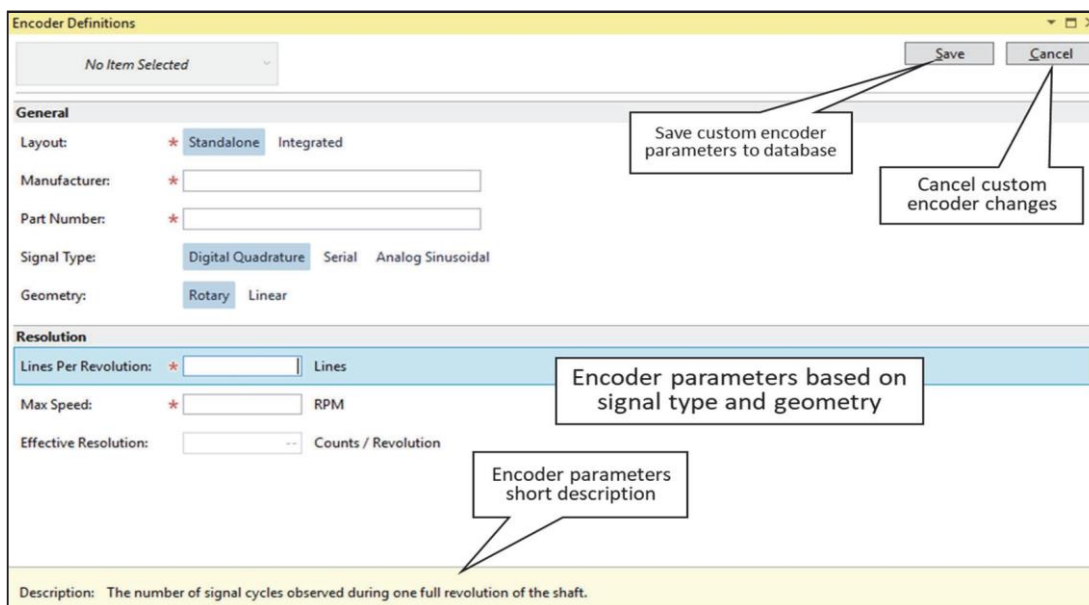 Encoder Definitions
No Item Selected
Save
Cancel
General
Save custom encoder
parameters to database
Cancel custom
encoder changes
Layout: * Standalone Integrated
Manufacturer: *
Part Number: *
Signal Type: Digital Quadrature Serial Analog Sinusoidal
Geometry: Rotary Linear
Resolution
Lines Per Revolution: * Lines
Encoder parameters based on
signal type and geometry
Max Speed: * RPM
Effective Resolution: -- Counts / Revolution
Encoder parameters
short description
Description: The number of signal cycles observed during one full revolution of the shaft.